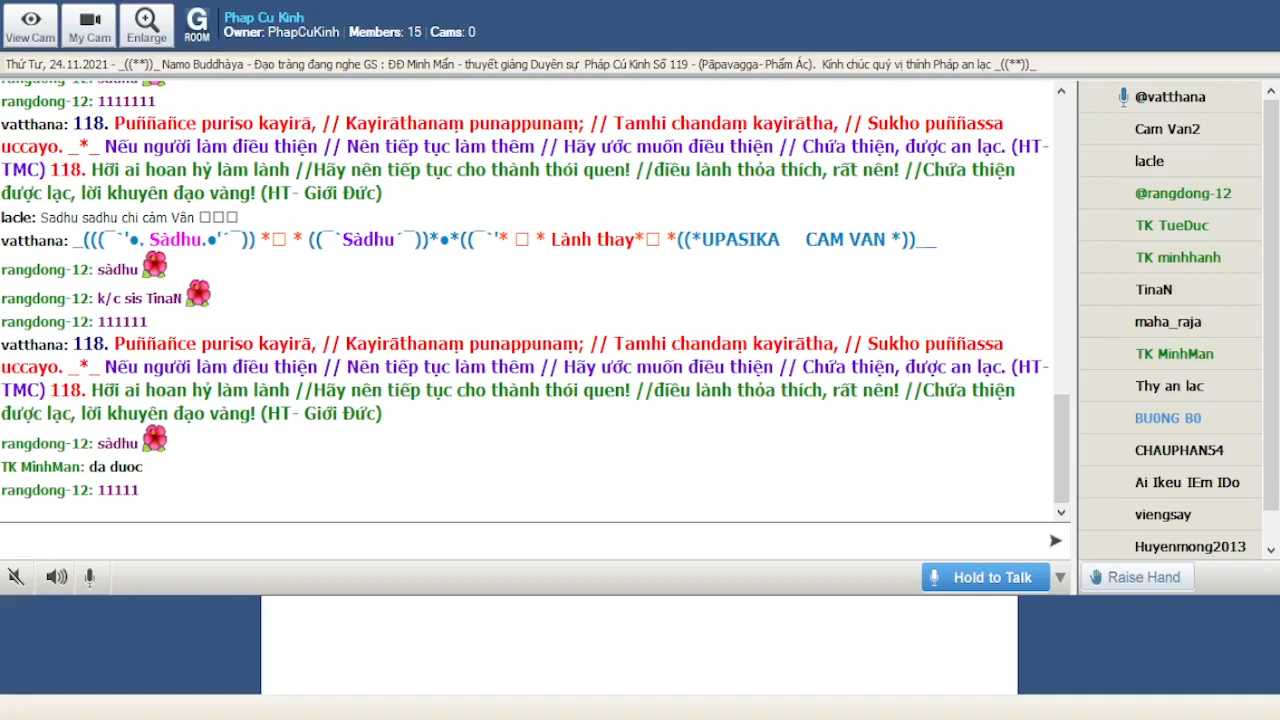 View Cam
My Cam
Enlarge
G
ROOM
Phap Cu Kinh
Owner: PhapCuKinh | Members: 15 | Cams: 0
Thứ Tư, 24.11.2021 - _((**))_ Namo Buddhàya - Đạo tràng đang nghe GS : ĐĐ Minh Mẫn - thuyết giảng Duyên sự Pháp Cú Kinh Số 119 - (Pāpavagga- Phẩm Ác). Kính chúc quý vị thính Pháp an lạc _((**))_
rangdong-12: sàdhu
rangdong-12: 1111111
vatthana: 118. Puññañce puriso kayirā, // Kayirāthanaṃ punappunaṃ; // Tamhi chandaṃ kayirātha, // Sukho puññassa
uccayo. _*_ Nếu người làm điều thiện // Nên tiếp tục làm thêm // Hãy ước muốn điều thiện // Chứa thiện, được an lạc. (HT-
TMC) 118. Hỡi ai hoan hỷ làm lành //Hãy nên tiếp tục cho thành thói quen! //điều lành thỏa thích, rất nên! //Chứa thiện
được lạc, lời khuyên đạo vàng! (HT- Giới Đức)
lacle: Sadhu sadhu chi cảm Vân □□□
vatthana: _(((¯`'●. Sàdhu.●'´¯)) *□ * ((¯`Sàdhu´¯))*●*((¯`'* □ * Lành thay*□ *((*UPASIKA CAM VAN *))__
rangdong-12: sàdhu
rangdong-12: k/c sis TinaN
rangdong-12: 111111
vatthana: 118. Puññañce puriso kayirā, // Kayirāthanaṃ punappunaṃ; // Tamhi chandaṃ kayirātha, // Sukho puññassa
uccayo. _*_ Nếu người làm điều thiện // Nên tiếp tục làm thêm // Hãy ước muốn điều thiện // Chứa thiện, được an lạc. (HT-
TMC) 118. Hỡi ai hoan hỷ làm lành //Hãy nên tiếp tục cho thành thói quen! //điều lành thỏa thích, rất nên! //Chứa thiện
được lạc, lời khuyên đạo vàng! (HT- Giới Đức)
rangdong-12: sàdhu
TK MinhMan: da duoc
rangdong-12: 11111
@vatthana
Cam Van2
lacle
@rangdong-12
TK TueDuc
TK minhhanh
TinaN
maha_raja
TK MinhMan
Thy an lac
BU0NG B0
CHAUPHAN54
Ai Ikeu IEm IDo
viengsay
Huyenmong2013
Hold to Talk
Raise Hand